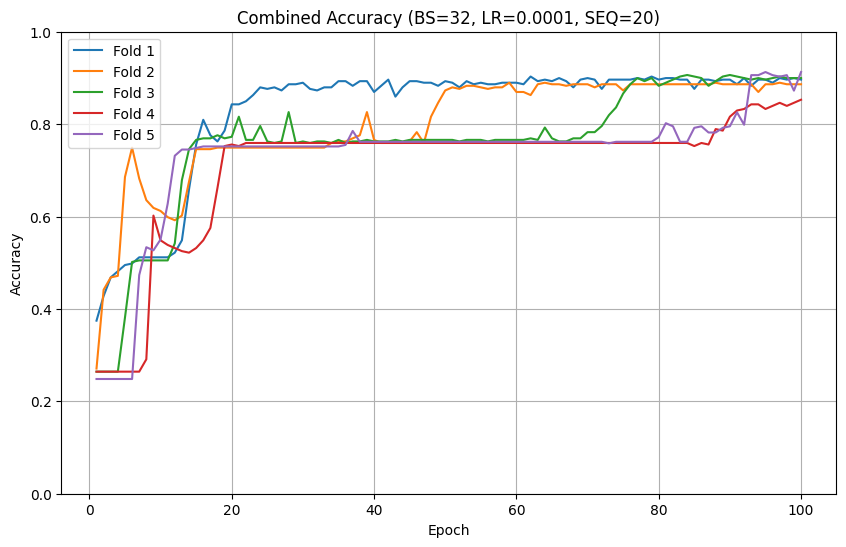 Combined Accuracy (BS=32, LR=0.0001, SEQ=20)
Fold 1
Fold 2
Fold 3
Fold 4
Fold 5
Accuracy
1.0
0.8
0.6
0.4
0.2
0.0
0 20 40 60 80 100
Epoch